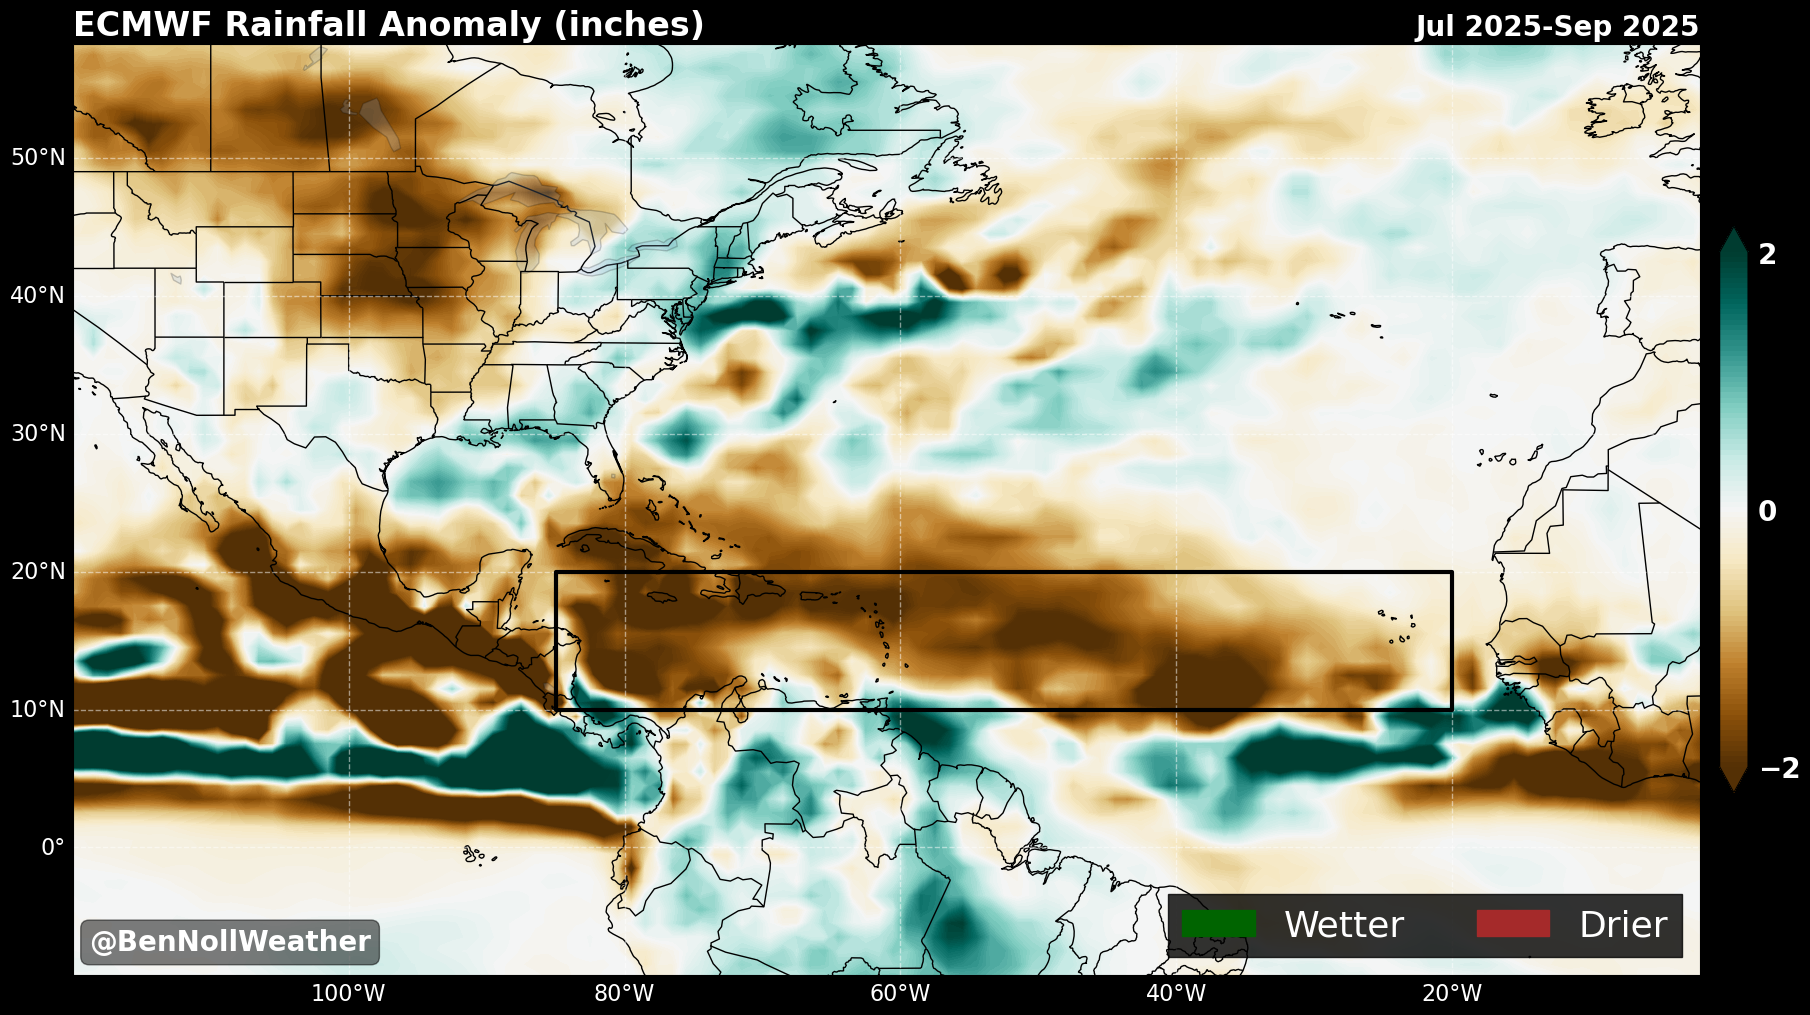 ECMWF Rainfall Anomaly (inches)
Jul 2025-Sep 2025
50°N
40°N
30°N
20°N
10°N
0°
2
0
−2
Wetter
Drier
@BenNollWeather
100°W
80°W
60°W
40°W
20°W